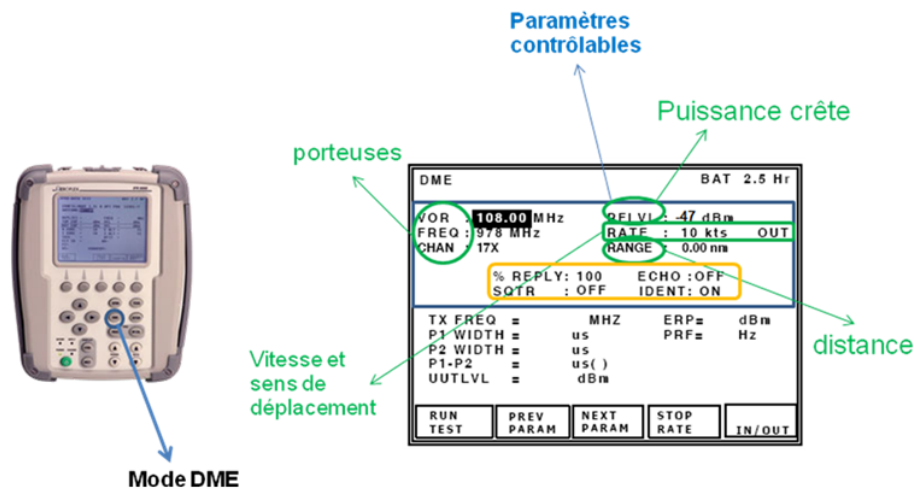 Paramètres
contrôlables
Puissance crête
porteuses
DME BAT 2.5 Hr
VOR : 108.00 MHz RFLVL : -47 dBm
FREQ : 978 MHz RATE : 10 kts OUT
CHAN : 17X RANGE : 0.00 nm
% REPLY: 100 ECHO :OFF
SQTR : OFF IDENT: ON
TX FREQ = MHZ ERP= dBm
P1 WIDTH = us PRF= Hz
P2 WIDTH = us
P1-P2 = us( )
UUTLVL = dBm
distance
Vitesse et
sens de
déplacement
RUN PREV NEXT STOP
TEST PARAM PARAM RATE IN/OUT
Mode DME